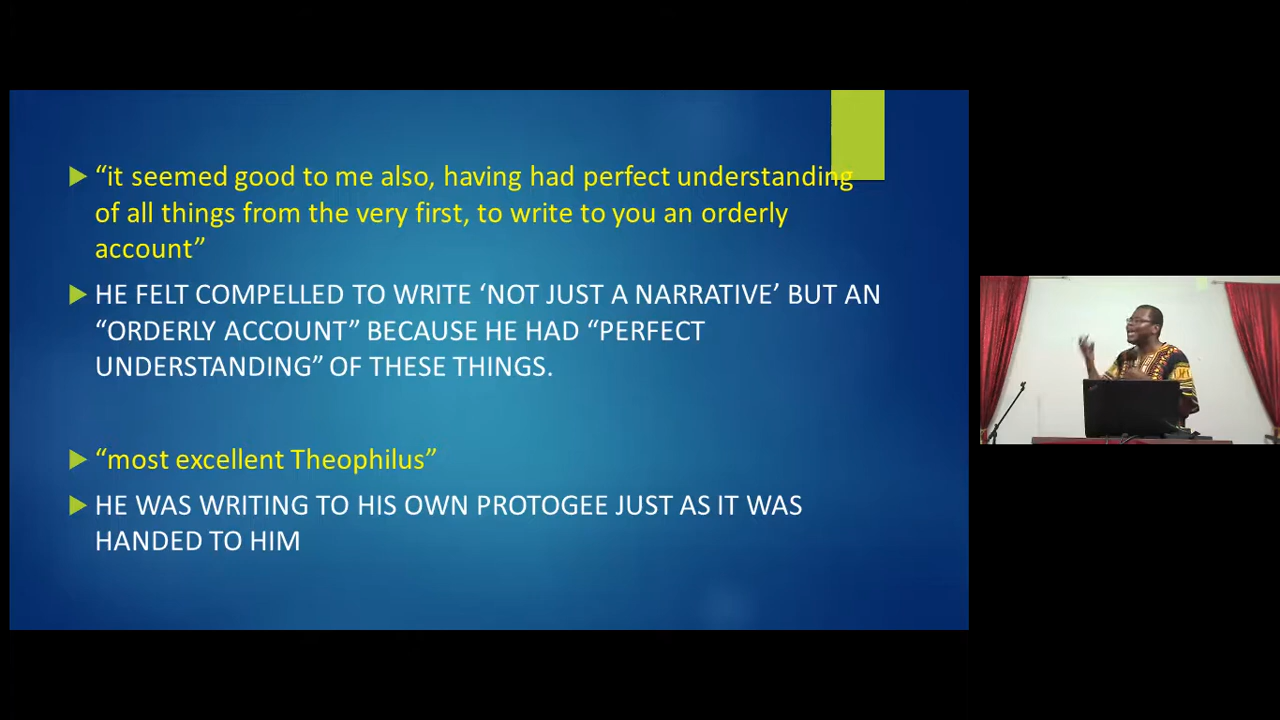 “it seemed good to me also, having had perfect understanding
of all things from the very first, to write to you an orderly
account”
HE FELT COMPELLED TO WRITE ‘NOT JUST A NARRATIVE’ BUT AN
“ORDERLY ACCOUNT” BECAUSE HE HAD “PERFECT
UNDERSTANDING” OF THESE THINGS.
“most excellent Theophilus”
HE WAS WRITING TO HIS OWN PROTOGEE JUST AS IT WAS
HANDED TO HIM